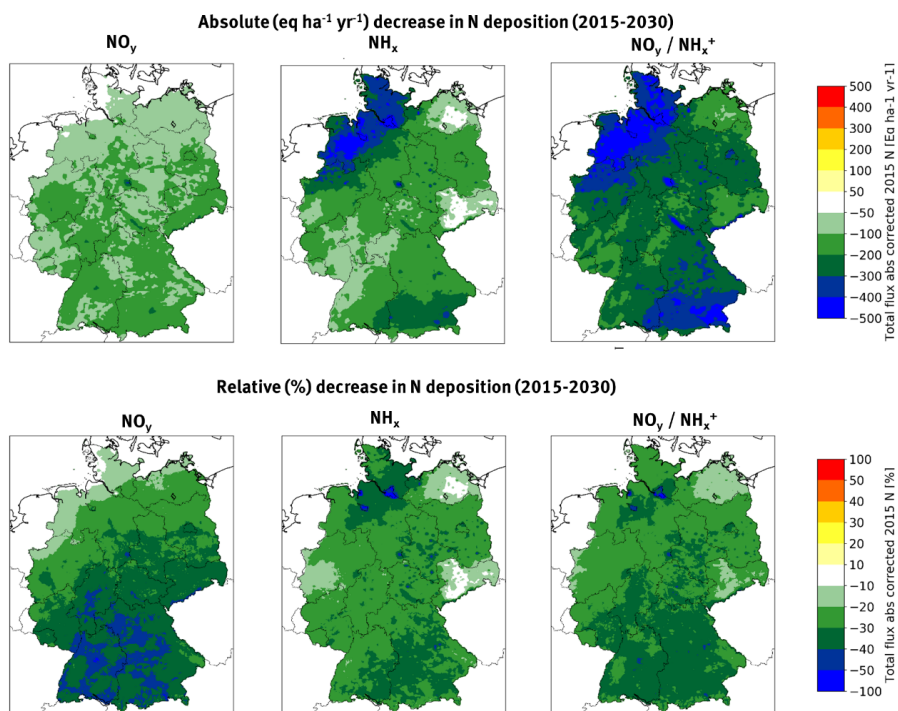 Absolute (eq ha⁻¹ yr⁻¹) decrease in N deposition (2015-2030)
NOy
NHx
NOy / NHx⁺
500
400
300
200
100
50
−50
−100
−200
−300
−400
−500
Total flux abs corrected 2015 N [Eq ha-1 yr-1]
Relative (%) decrease in N deposition (2015-2030)
NOy
NHx
NOy / NHx⁺
100
50
40
30
20
10
−10
−20
−30
−40
−50
−100
Total flux abs corrected 2015 N [%]